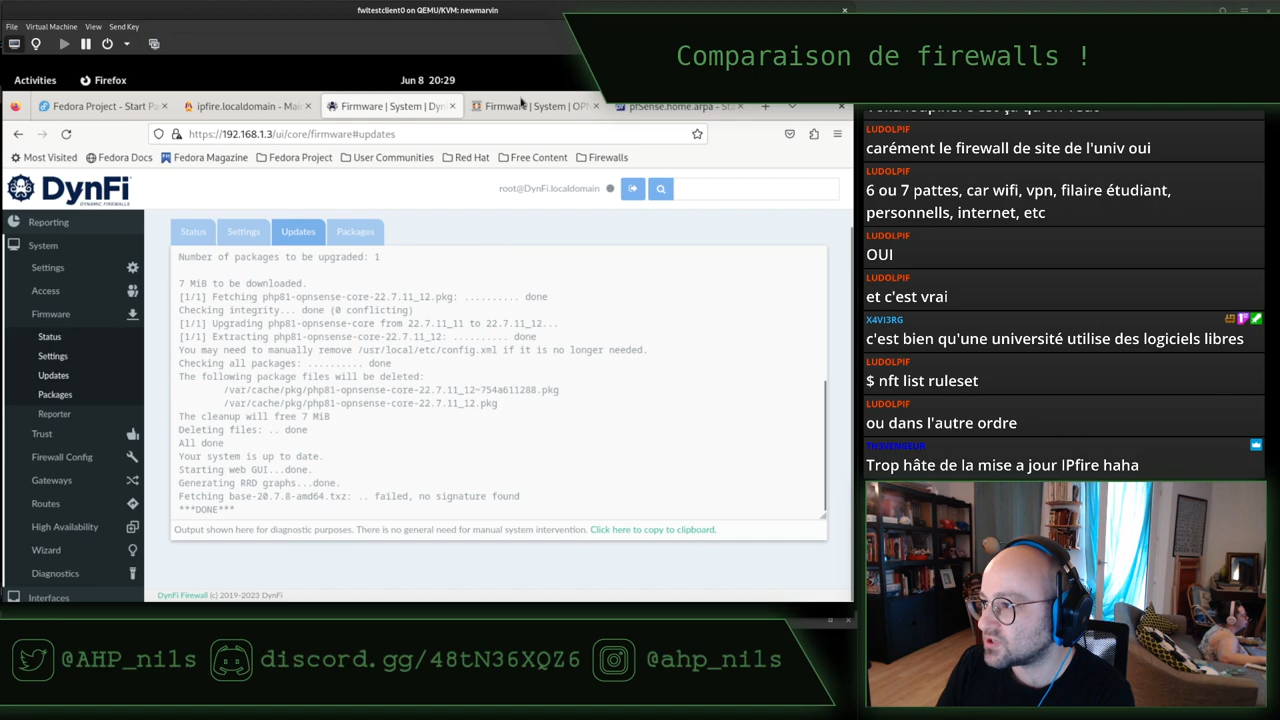 fwltestclient0 on QEMU/KVM: newmarvin
File Virtual Machine View Send Key
Comparaison de firewalls !
Activities Firefox Jun 8 20:29
Fedora Project - Start Pa ipfire.localdomain - Mai Firmware | System | Dyn Firmware | System | OPN pfSense.home.arpa - St
https://192.168.1.3/ui/core/firmware#updates
Most Visited Fedora Docs Fedora Magazine Fedora Project User Communities Red Hat Free Content Firewalls
DynFi
DYNAMIC FIREWALLS
root@DynFi.localdomain
Reporting
System
Settings
Access
Firmware
Status
Settings
Updates
Packages
Reporter
Trust
Firewall Config
Gateways
Routes
High Availability
Wizard
Diagnostics
Interfaces
Status Settings Updates Packages
Number of packages to be upgraded: 1
7 MiB to be downloaded.
[1/1] Fetching php81-opnsense-core-22.7.11_12.pkg: .......... done
Checking integrity... done (0 conflicting)
[1/1] Upgrading php81-opnsense-core from 22.7.11_11 to 22.7.11_12...
[1/1] Extracting php81-opnsense-core-22.7.11_12: .......... done
You may need to manually remove /usr/local/etc/config.xml if it is no longer needed.
Checking all packages: .......... done
The following package files will be deleted:
/var/cache/pkg/php81-opnsense-core-22.7.11_12~754a611288.pkg
/var/cache/pkg/php81-opnsense-core-22.7.11_12.pkg
The cleanup will free 7 MiB
Deleting files: .. done
All done
Your system is up to date.
Starting web GUI...done.
Generating RRD graphs...done.
Fetching base-20.7.8-amd64.txz: .. failed, no signature found
***DONE***
Output shown here for diagnostic purposes. There is no general need for manual system intervention. Click here to copy to clipboard.
DynFi Firewall (c) 2019-2023 DynFi
LUDOLPIF
carément le firewall de site de l'univ oui
LUDOLPIF
6 ou 7 pattes, car wifi, vpn, filaire étudiant,
personnells, internet, etc
LUDOLPIF
OUI
LUDOLPIF
et c'est vrai
X4VI3RG
c'est bien qu'une université utilise des logiciels libres
LUDOLPIF
$ nft list ruleset
LUDOLPIF
ou dans l'autre ordre
TH3VENGEUR
Trop hâte de la mise a jour IPfire haha
@AHP_nils discord.gg/48tN36XQZ6 @ahp_nils